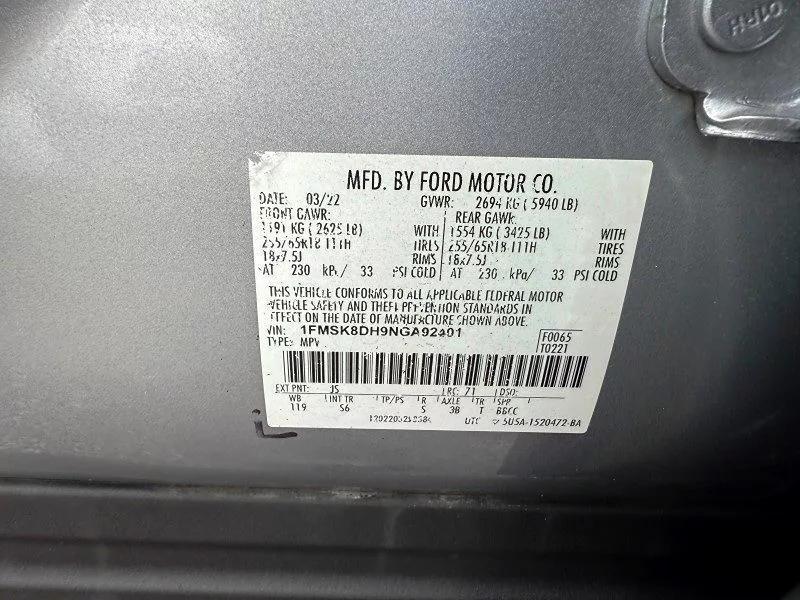 01RH
MFD. BY FORD MOTOR CO.
DATE: 03/22 GVWR: 2694 KG ( 5940 LB)
FRONT GAWR: REAR GAWR:
1191 KG ( 2625 LB) WITH 1554 KG ( 3425 LB) WITH
255/65R18 111H TIRES 255/65R18 111H TIRES
18x7.5J RIMS 18x7.5J RIMS
AT 230 kPa/ 33 PSI COLD AT 230 kPa/ 33 PSI COLD
THIS VEHICLE CONFORMS TO ALL APPLICABLE FEDERAL MOTOR
VEHICLE SAFETY AND THEFT PREVENTION STANDARDS IN
EFFECT ON THE DATE OF MANUFACTURE SHOWN ABOVE.
VIN: 1FMSK8DH9NGA92401
TYPE: MPV
F0065
T0221
EXT PNT: JS RC: 71 DSO:
WB INT TR TP/PS R AXLE TR SPP
119 S6 S 3B T BBCC
UTC 5U5A-1520472-BA